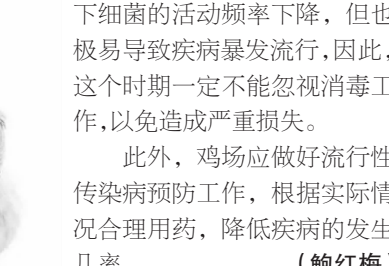 下细菌的活动频率下降，但也
极易导致疾病暴发流行,因此,
这个时期一定不能忽视消毒工
作,以免造成严重损失。
此外，鸡场应做好流行性
传染病预防工作，根据实际情
况合理用药，降低疾病的发生
几率。（鲍红梅）